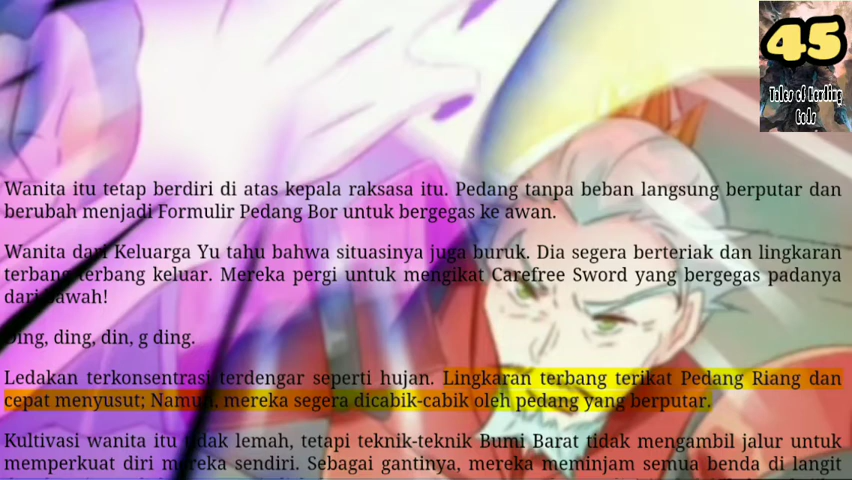 45
Tales of Herding
Gods
Wanita itu tetap berdiri di atas kepala raksasa itu. Pedang tanpa beban langsung berputar dan
berubah menjadi Formulir Pedang Bor untuk bergegas ke awan.
Wanita dari Keluarga Yu tahu bahwa situasinya juga buruk. Dia segera berteriak dan lingkaran
terbang terbang keluar. Mereka pergi untuk mengikat Carefree Sword yang bergegas padanya
dari bawah!
Ding, ding, din, g ding.
Ledakan terkonsentrasi terdengar seperti hujan. Lingkaran terbang terikat Pedang Riang dan
cepat menyusut; Namun, mereka segera dicabik-cabik oleh pedang yang berputar.
Kultivasi wanita itu tidak lemah, tetapi teknik-teknik Bumi Barat tidak mengambil jalur untuk
memperkuat diri mereka sendiri. Sebagai gantinya, mereka meminjam semua benda di langit